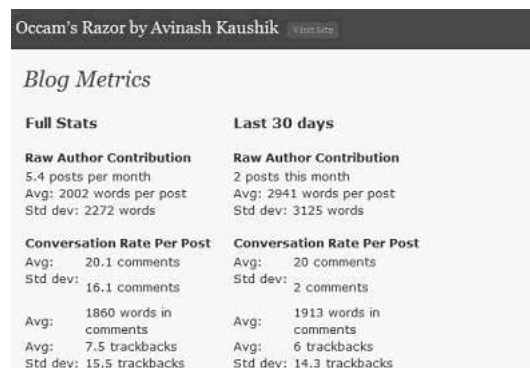 Occam's Razor by Avinash Kaushik Visit Site
Blog Metrics
Full Stats
Raw Author Contribution
5.4 posts per month
Avg: 2002 words per post
Std dev: 2272 words
Conversation Rate Per Post
Avg: 20.1 comments
Std dev: 16.1 comments
Avg: 1860 words in
comments
Avg: 7.5 trackbacks
Std dev: 15.5 trackbacks
Last 30 days
Raw Author Contribution
2 posts this month
Avg: 2941 words per post
Std dev: 3125 words
Conversation Rate Per Post
Avg: 20 comments
Std dev: 2 comments
Avg: 1913 words in
comments
Avg: 6 trackbacks
Std dev: 14.3 trackbacks